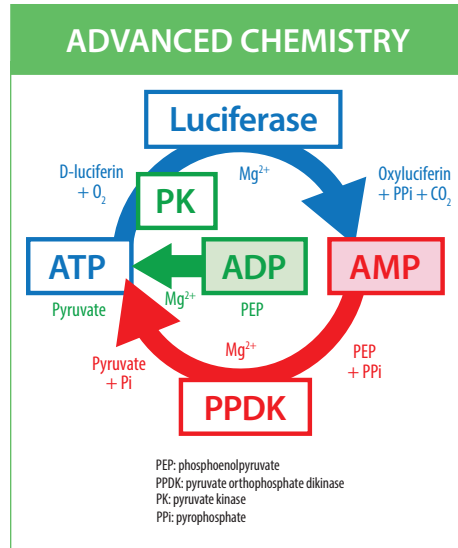 ADVANCED CHEMISTRY
Luciferase
D-luciferin
+ O₂
Mg²⁺
Oxyluciferin
+ PPi + CO₂
PK
ATP
ADP
AMP
Pyruvate
Mg²⁺
PEP
Pyruvate
+ Pi
Mg²⁺
PEP
+ PPi
PPDK
PEP: phosphoenolpyruvate
PPDK: pyruvate orthophosphate dikinase
PK: pyruvate kinase
PPi: pyrophosphate